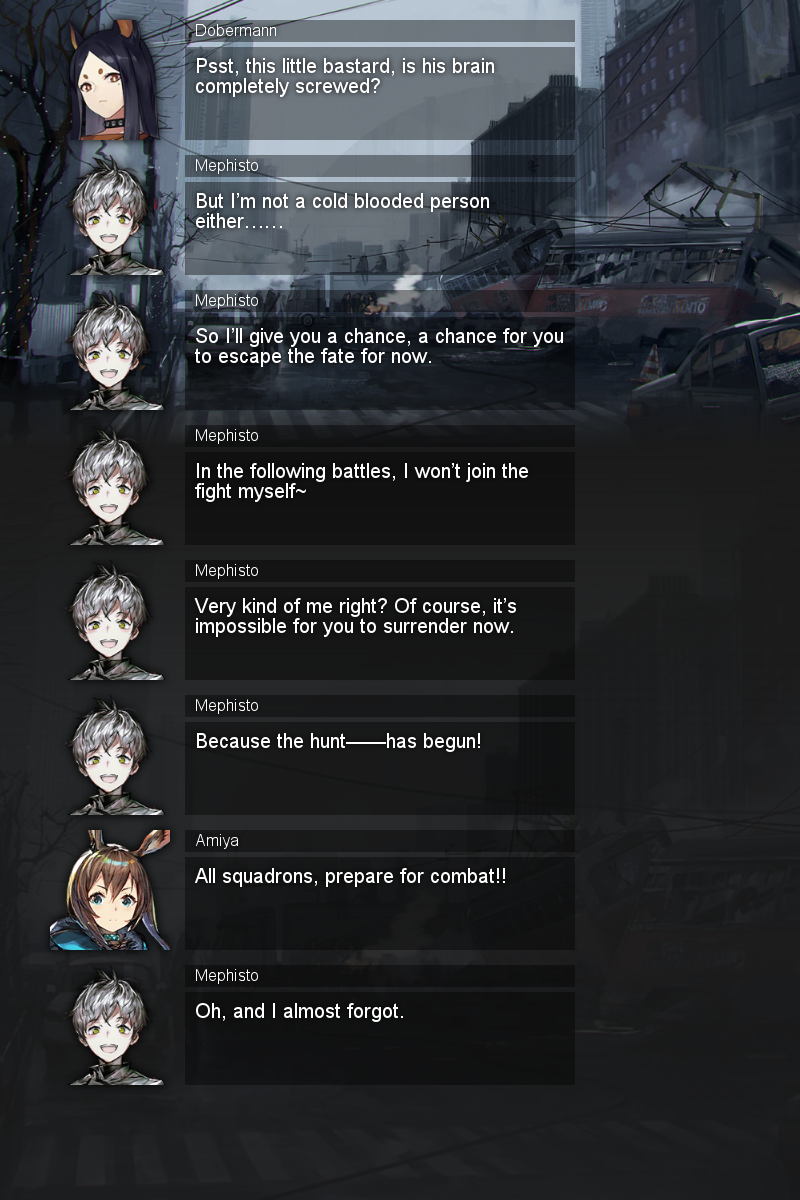 Dobermann
Psst, this little bastard, is his brain
completely screwed?
Mephisto
But I'm not a cold blooded person
either......
Mephisto
So I'll give you a chance, a chance for you
to escape the fate for now.
Mephisto
In the following battles, I won't join the
fight myself~
Mephisto
Very kind of me right? Of course, it's
impossible for you to surrender now.
Mephisto
Because the hunt——has begun!
Amiya
All squadrons, prepare for combat!!
Mephisto
Oh, and I almost forgot.